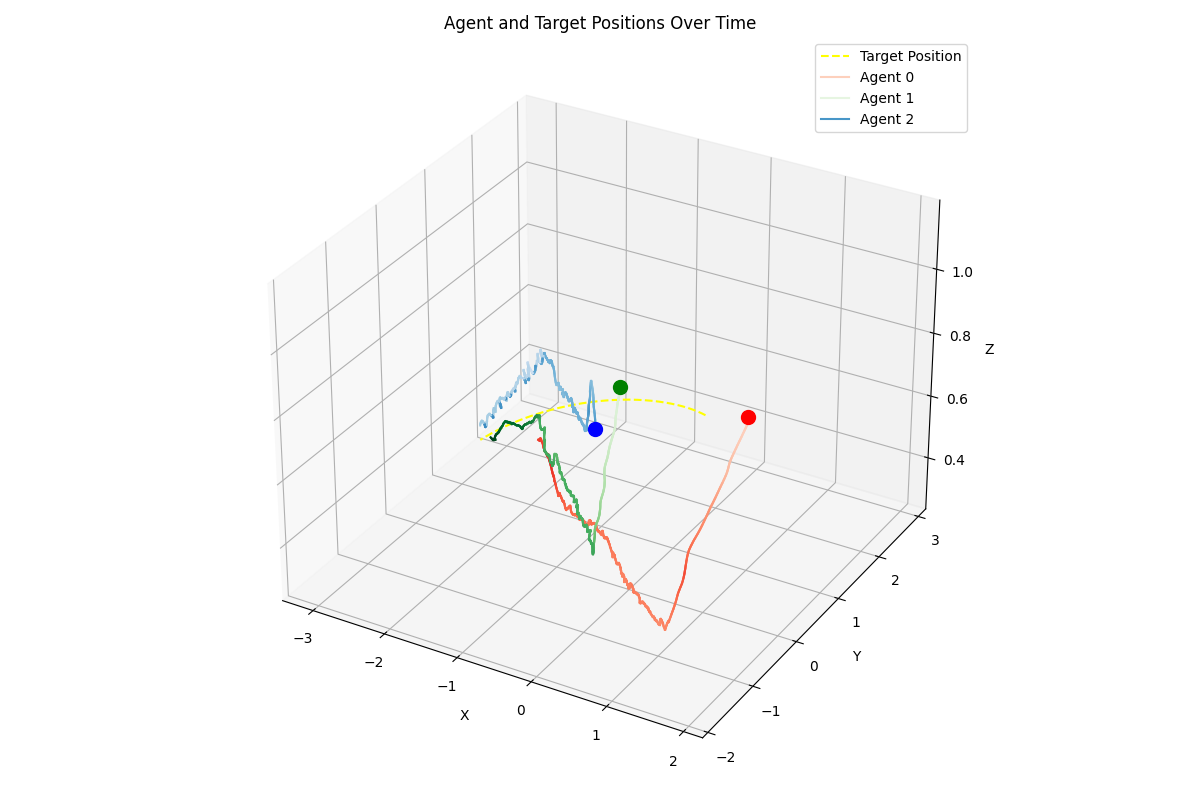 Agent and Target Positions Over Time
Target Position
Agent 0
Agent 1
Agent 2
1.0
0.8
Z
0.6
0.4
3
2
1
Y
0
−1
−2
−3
−2
−1
X
0
1
2